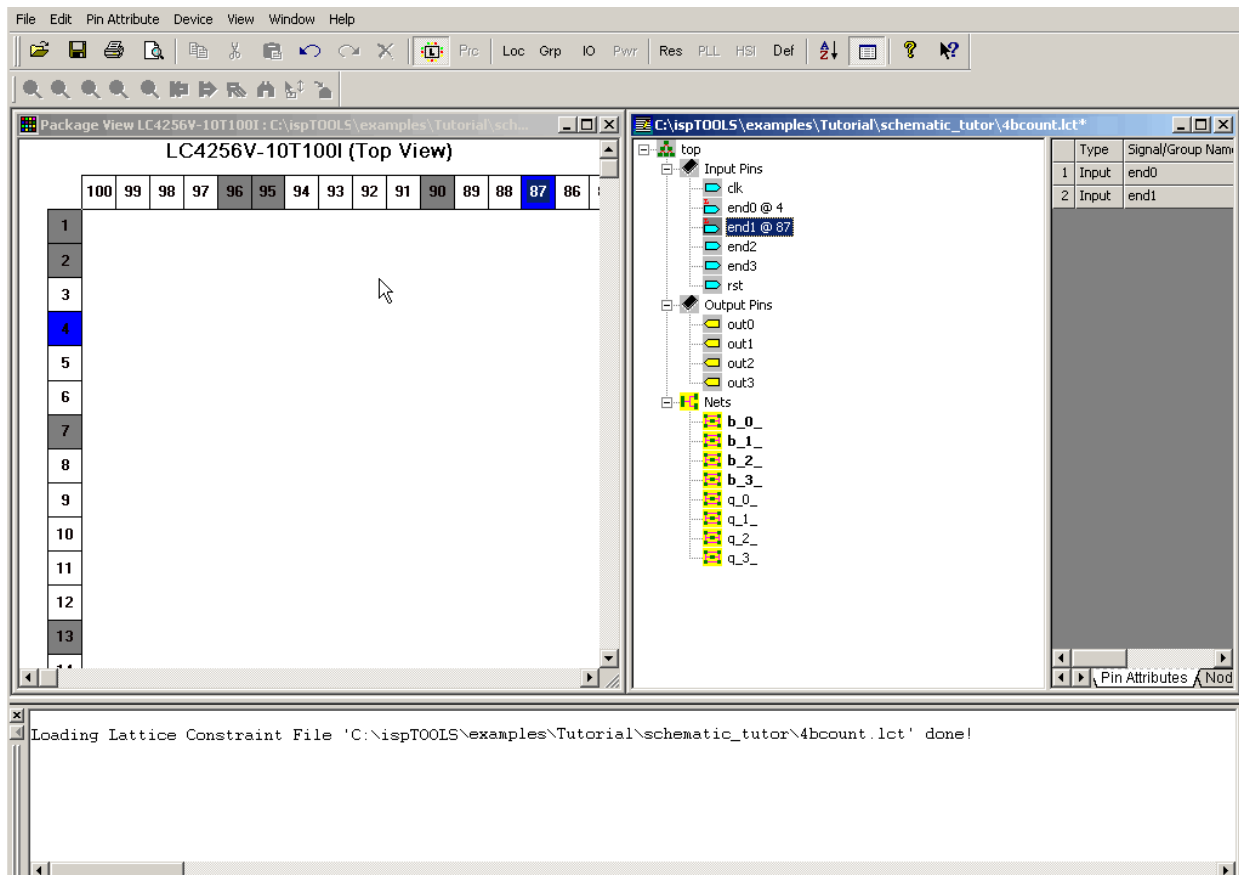 File Edit Pin Attribute Device View Window Help
Prc Loc Grp IO Pwr Res PLL HSI Def
Package View LC4256V-10T100I : C:\ispTOOLS\examples\Tutorial\sch...
LC4256V-10T100I (Top View)
100 99 98 97 96 95 94 93 92 91 90 89 88 87 86
1
2
3
4
5
6
7
8
9
10
11
12
13
C:\ispTOOLS\examples\Tutorial\schematic_tutor\4bcount.lct*
top
Input Pins
clk
end0 @ 4
end1 @ 87
end2
end3
rst
Output Pins
out0
out1
out2
out3
Nets
b_0_
b_1_
b_2_
b_3_
q_0_
q_1_
q_2_
q_3_
Type Signal/Group Nam
1 Input end0
2 Input end1
Pin Attributes Nod
Loading Lattice Constraint File 'C:\ispTOOLS\examples\Tutorial\schematic_tutor\4bcount.lct' done!